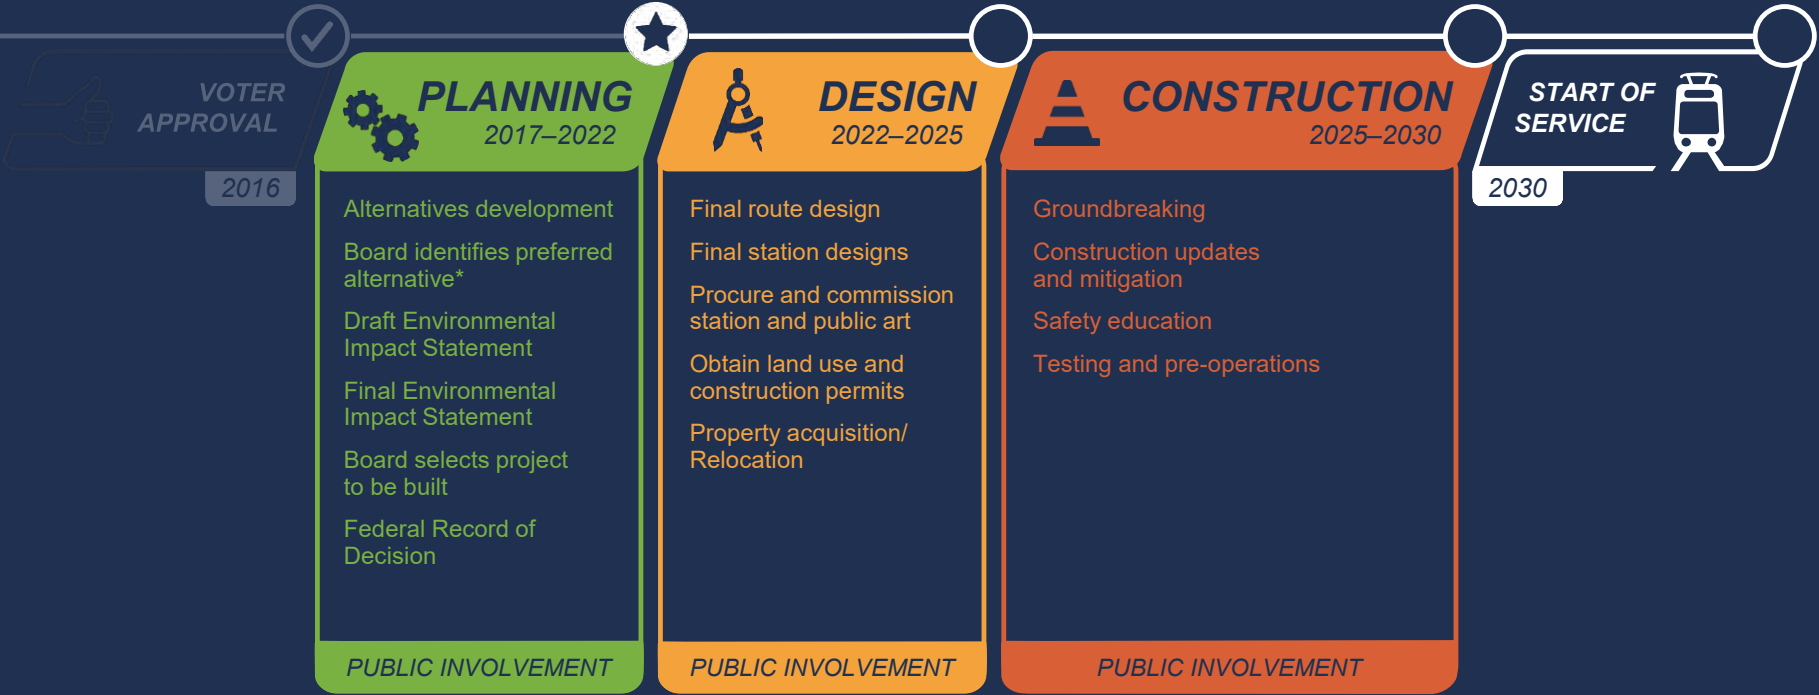 VOTER
APPROVAL
2016
PLANNING
2017–2022
Alternatives development
Board identifies preferred
alternative*
Draft Environmental
Impact Statement
Final Environmental
Impact Statement
Board selects project
to be built
Federal Record of
Decision
PUBLIC INVOLVEMENT
DESIGN
2022–2025
Final route design
Final station designs
Procure and commission
station and public art
Obtain land use and
construction permits
Property acquisition/
Relocation
PUBLIC INVOLVEMENT
CONSTRUCTION
2025–2030
Groundbreaking
Construction updates
and mitigation
Safety education
Testing and pre-operations
PUBLIC INVOLVEMENT
START OF
SERVICE
2030